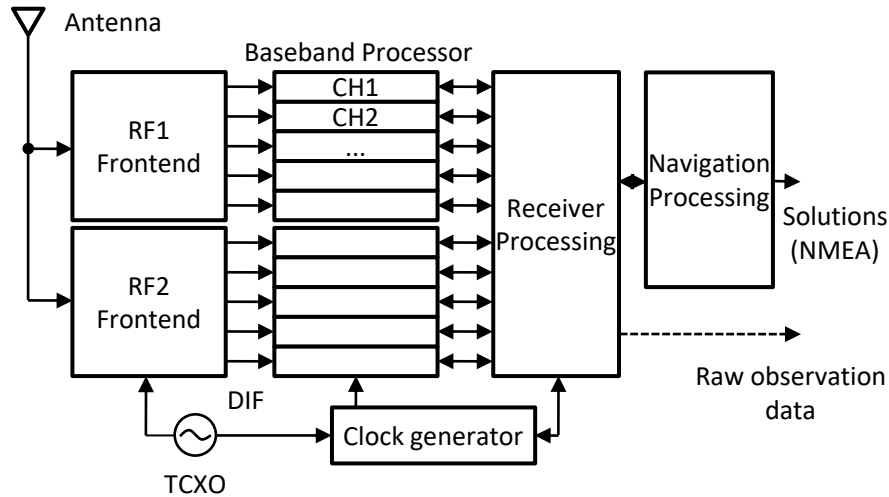 Antenna
Baseband Processor
RF1
Frontend
CH1
CH2
...
Receiver
Processing
Navigation
Processing
Solutions
(NMEA)
RF2
Frontend
Raw observation
data
DIF
Clock generator
TCXO